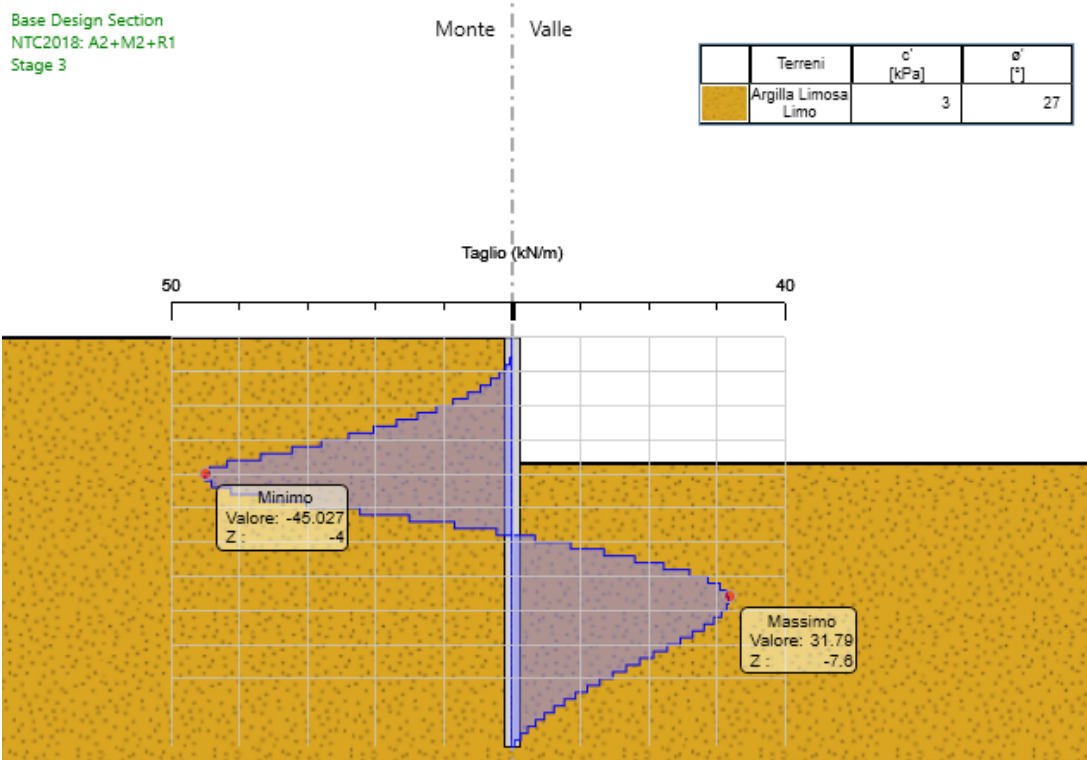 Base Design Section
NTC2018: A2+M2+R1
Stage 3
Monte
Valle
Terreni
c'
[kPa]
ø'
[°]
Argilla Limosa
Limo
3
27
Taglio (kN/m)
50
40
Minimo
Valore: -45.027
Z : -4
Massimo
Valore: 31.79
Z : -7.6